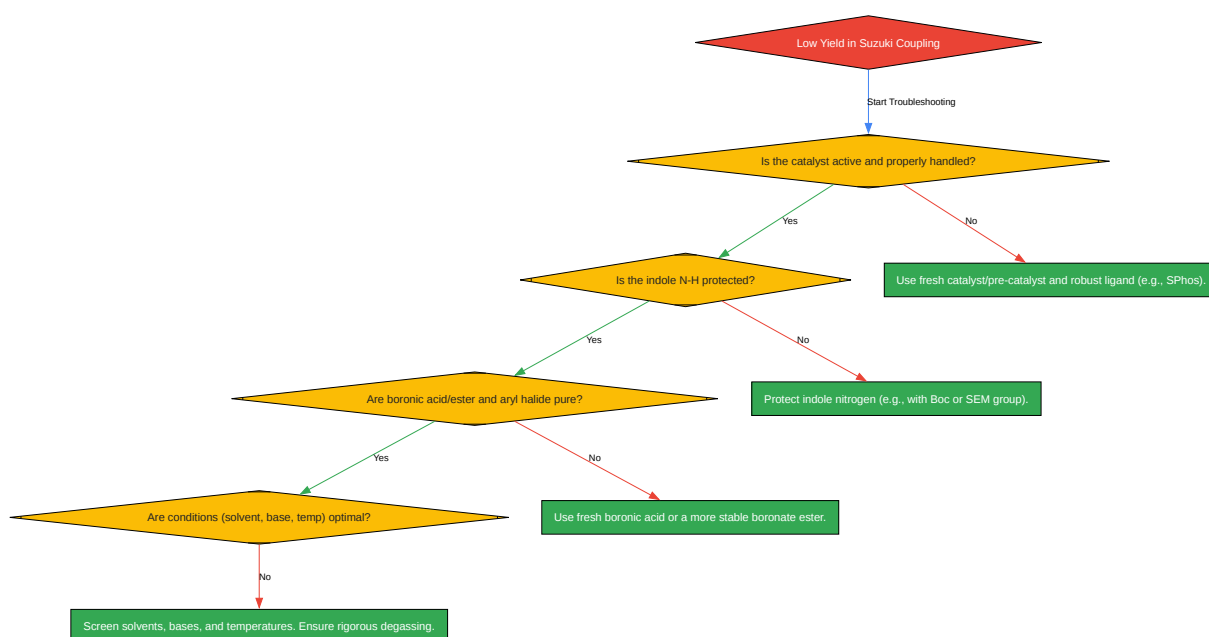 Low Yield in Suzuki Coupling
Start Troubleshooting
Is the catalyst active and properly handled?
Yes
No
Is the indole N-H protected?
Use fresh catalyst/pre-catalyst and robust ligand (e.g., SPhos).
Yes
No
Are boronic acid/ester and aryl halide pure?
Protect indole nitrogen (e.g., with Boc or SEM group).
Yes
No
Are conditions (solvent, base, temp) optimal?
Use fresh boronic acid or a more stable boronate ester.
No
Screen solvents, bases, and temperatures. Ensure rigorous degassing.